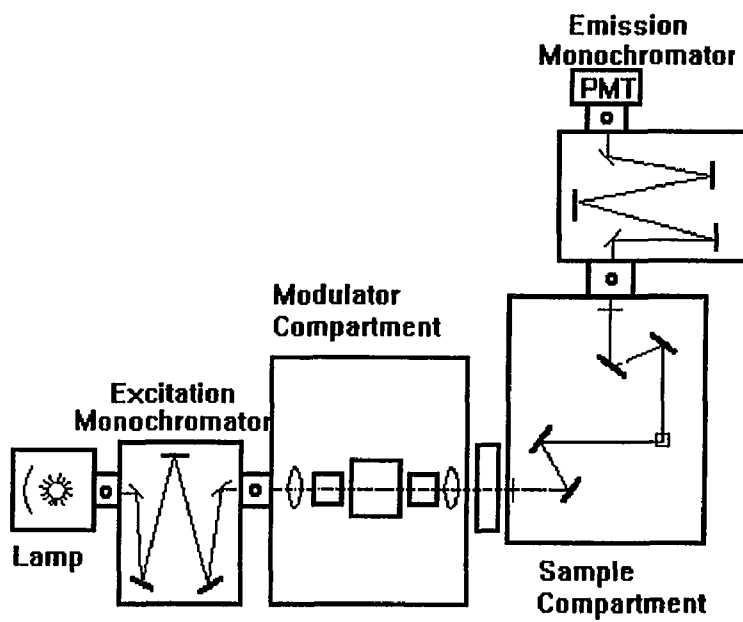 Emission
Monochromator
PMT
Modulator
Compartment
Excitation
Monochromator
Lamp
Sample
Compartment